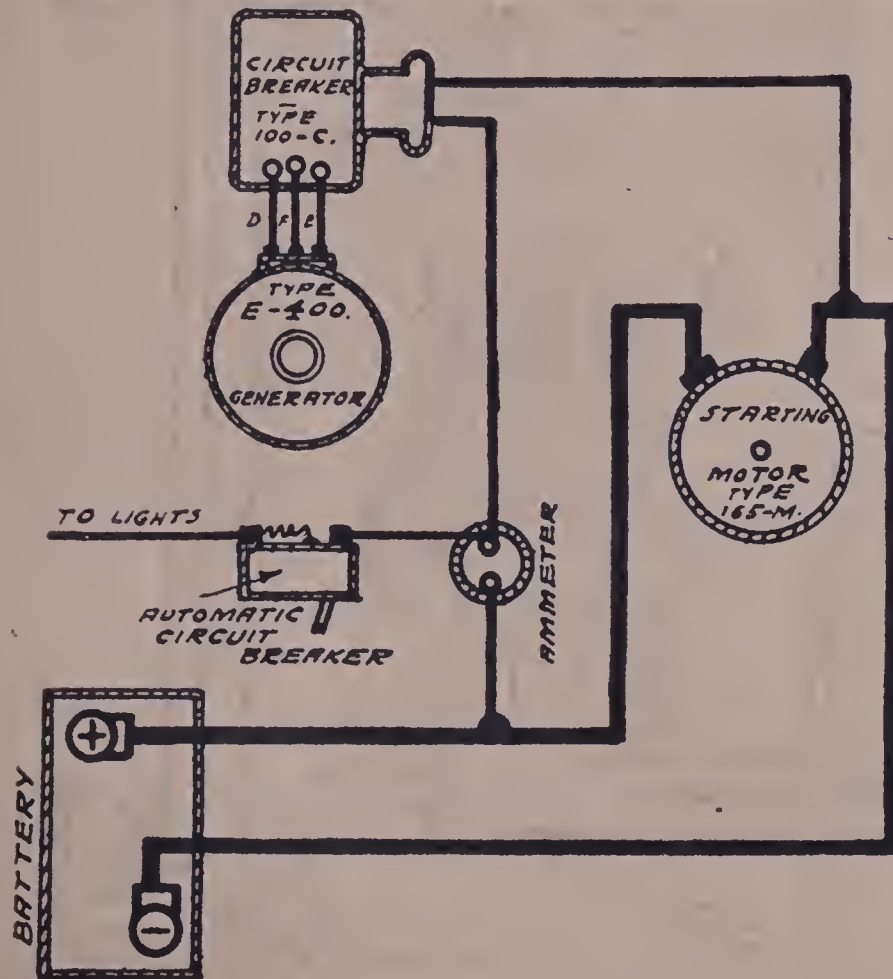 CIRCUIT
BREAKER
TYPE
100-C.
D F E
TYPE
E-400.
GENERATOR
STARTING
MOTOR
TYPE
165-M.
TO LIGHTS
AUTOMATIC
CIRCUIT
BREAKER
AMMETER
BATTERY
+
−